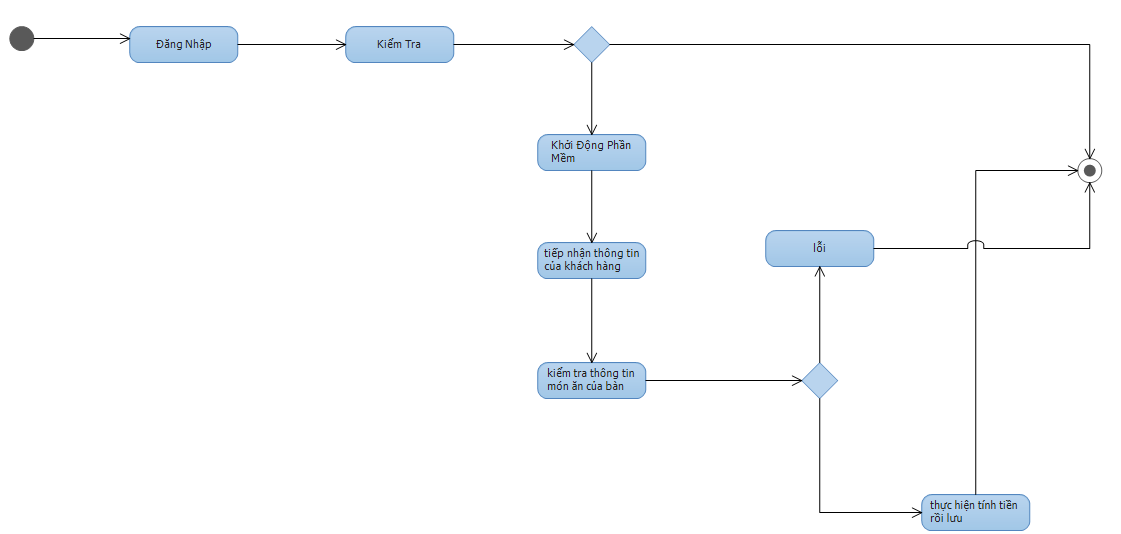 Đăng Nhập
Kiểm Tra
Khởi Động Phần
Mềm
tiếp nhận thông tin
của khách hàng
lỗi
kiểm tra thông tin
món ăn của bàn
thực hiện tính tiền
rồi lưu